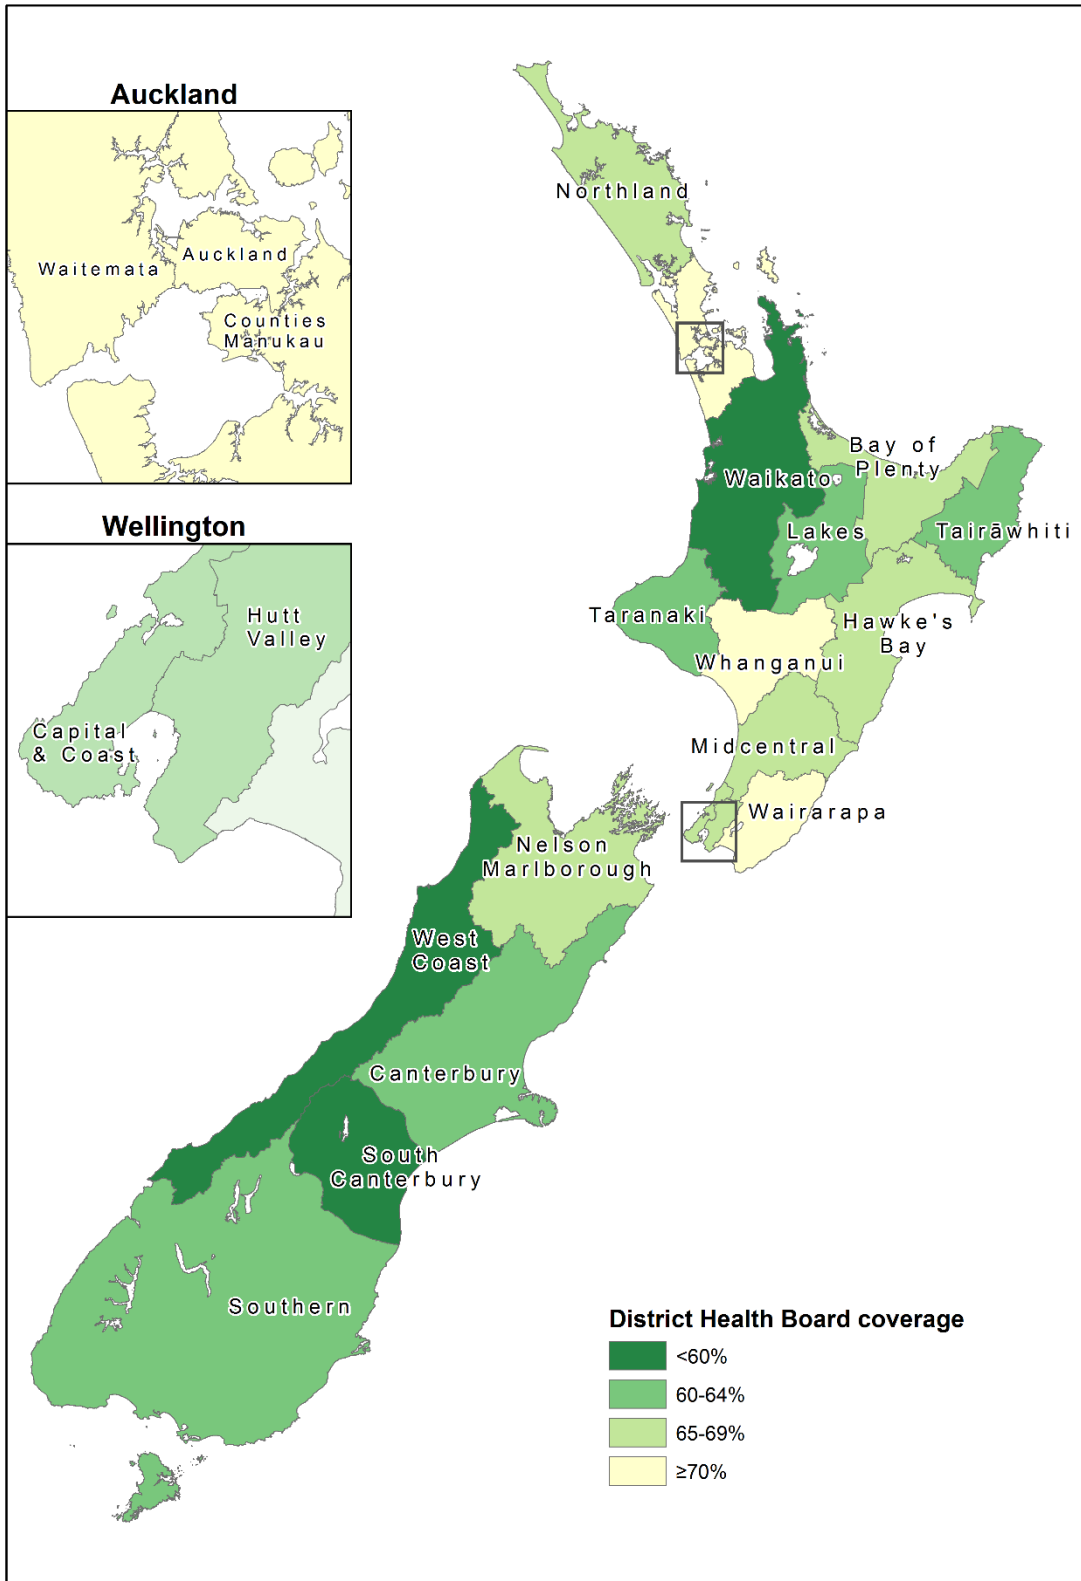 Auckland
Waitemata
Auckland
Counties
Manukau
Wellington
Hutt
Valley
Capital
& Coast
Northland
Bay of
Plenty
Waikato
Lakes
Tairāwhiti
Taranaki
Hawke's
Bay
Whanganui
Midcentral
Wairarapa
Nelson
Marlborough
West
Coast
Canterbury
South
Canterbury
Southern
District Health Board coverage
<60%
60-64%
65-69%
≥70%